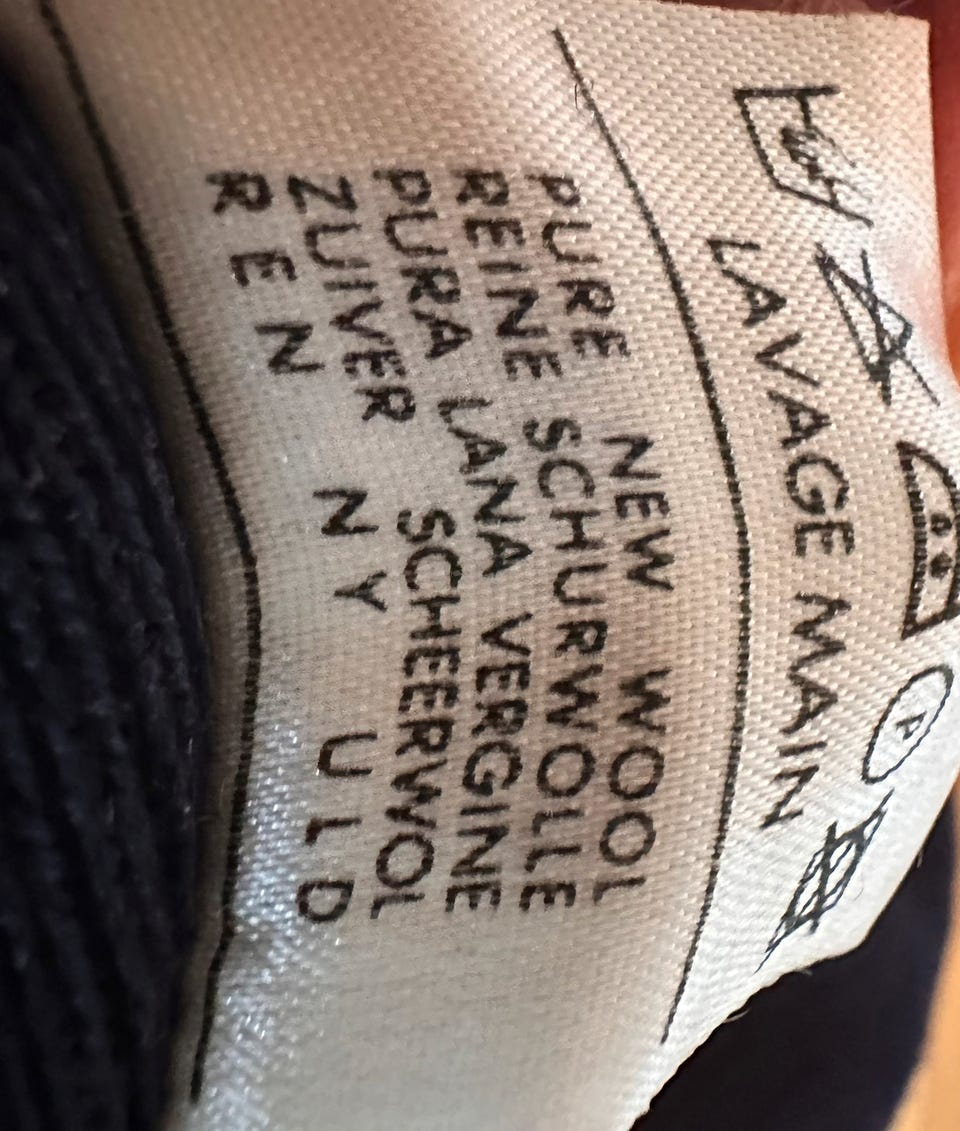 LAVAGE MAIN
PURE NEW WOOL
REINE SCHURWOLLE
PURA LANA VERGINE
ZUIVER SCHEERWOL
REN NY ULD